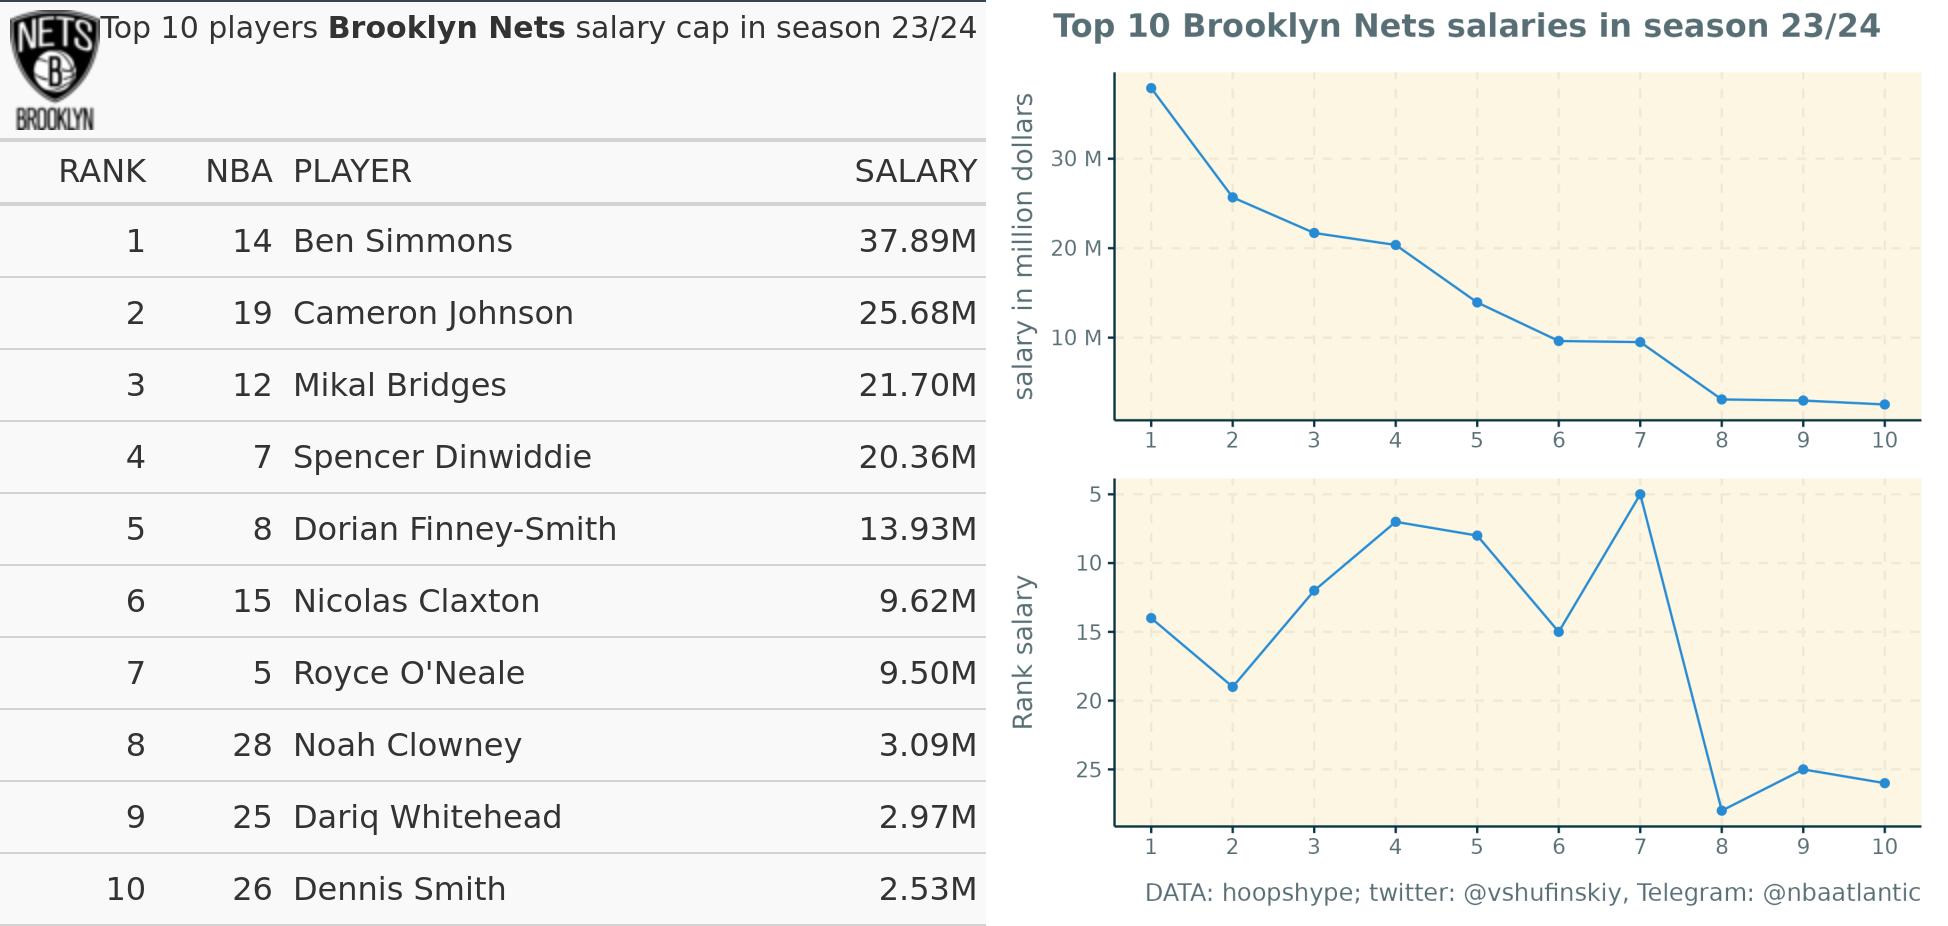 NETS
B
BROOKLYN
Top 10 players Brooklyn Nets salary cap in season 23/24
RANK NBA PLAYER SALARY
1 14 Ben Simmons 37.89M
2 19 Cameron Johnson 25.68M
3 12 Mikal Bridges 21.70M
4 7 Spencer Dinwiddie 20.36M
5 8 Dorian Finney-Smith 13.93M
6 15 Nicolas Claxton 9.62M
7 5 Royce O'Neale 9.50M
8 28 Noah Clowney 3.09M
9 25 Dariq Whitehead 2.97M
10 26 Dennis Smith 2.53M
Top 10 Brooklyn Nets salaries in season 23/24
salary in million dollars
30 M
20 M
10 M
1 2 3 4 5 6 7 8 9 10
Rank salary
5
10
15
20
25
1 2 3 4 5 6 7 8 9 10
DATA: hoopshype; twitter: @vshufinskiy, Telegram: @nbaatlantic